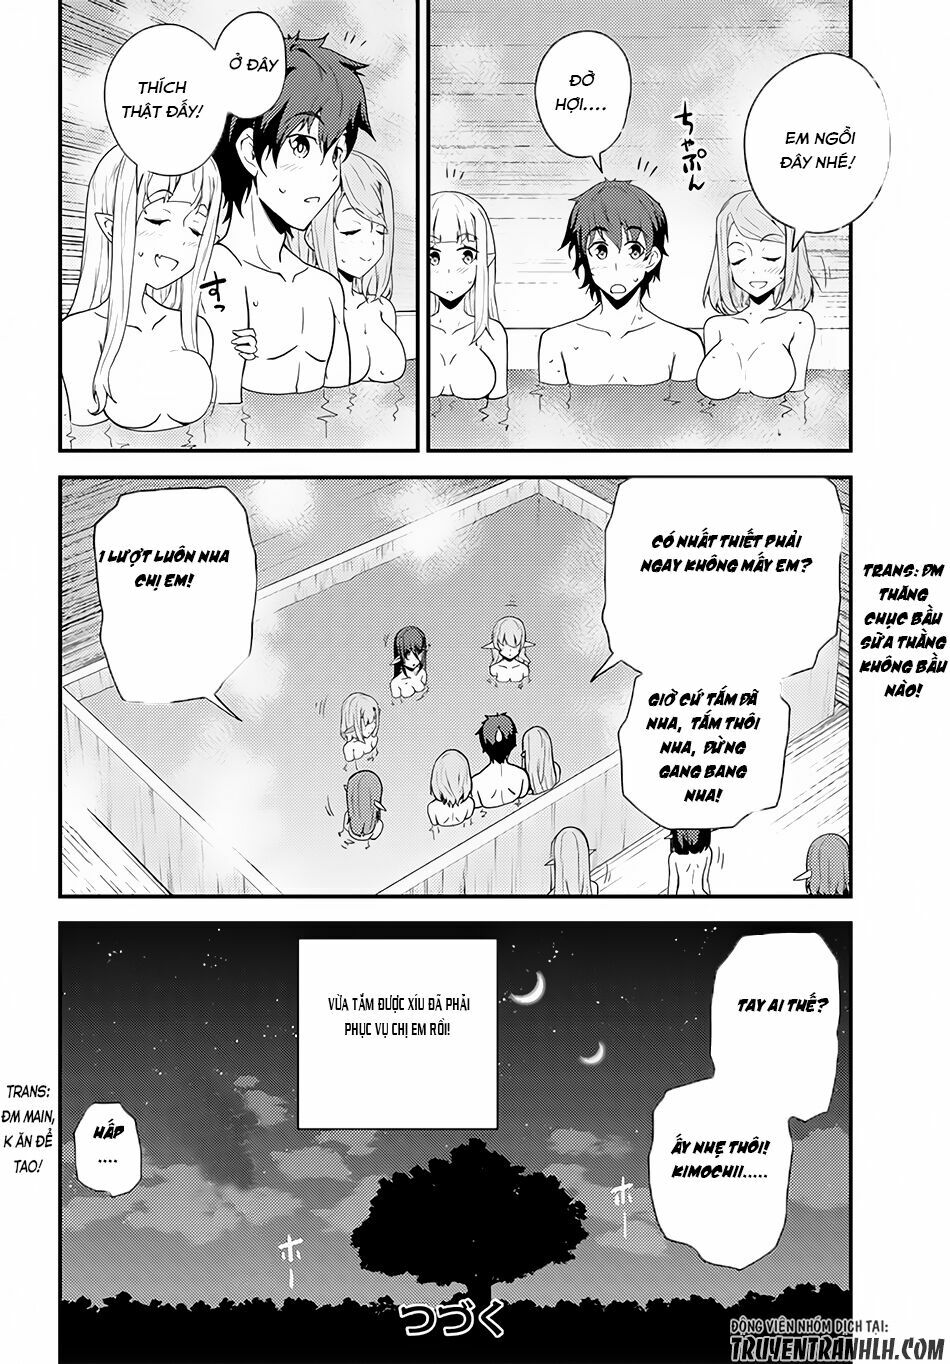 EM NGỒI
ĐÂY NHÉ!
ちゃぷん
ĐỞ
HỢI....
Ở ĐÂY
THÍCH
THẬT ĐẤY!
すっ
CÓ NHẤT THIẾT PHẢI
NGAY KHÔNG MẤY EM?
GIỜ CỨ TẮM ĐÃ
NHA, TẮM THÔI
NHA, ĐỪNG
GANG BANG
NHA!
1 LƯỢT LUÔN NHA
CHỊ EM!
TRANS: ĐM
THĂNG
CHỤC BẦU
SỮA THẰNG
KHÔNG BẦU
NÀO!
TAY AI THẾ?
ẤY NHẸ THÔI!
KIMOCHII.....
VỪA TẮM ĐƯỢC XÍU ĐÃ PHẢI
PHỤC VỤ CHỊ EM RỒI!
HẤP
....
TRANS:
ĐM MAIN,
K ĂN ĐỂ
TAO!
ホー
ホー
つづく
ĐỘNG VIÊN NHÓM DỊCH TẠI:
TRUYENTRANHLH.COM